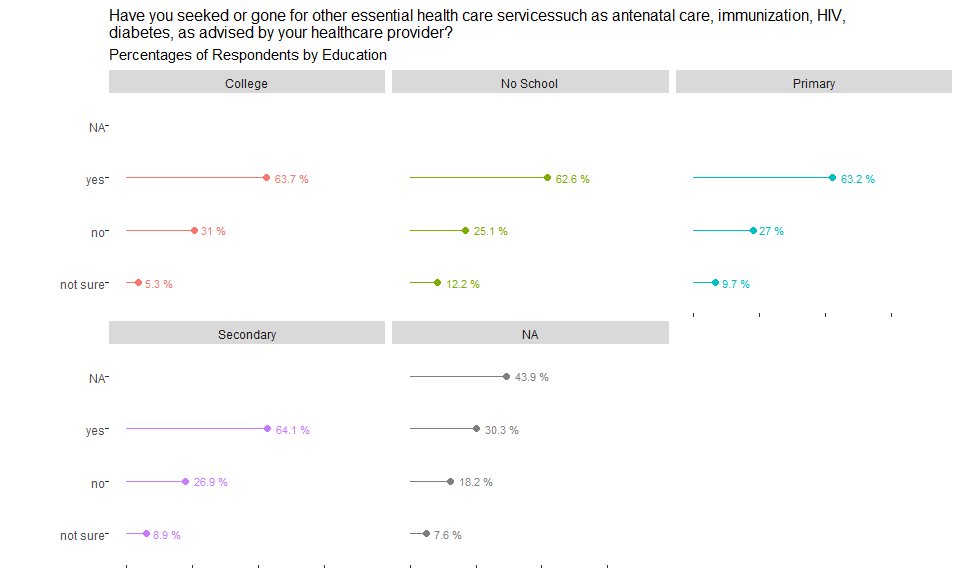 Have you seeked or gone for other essential health care servicessuch as antenatal care, immunization, HIV,
diabetes, as advised by your healthcare provider?
Percentages of Respondents by Education
College No School Primary
NA
yes 63.7 % 62.6 % 63.2 %
no 31 % 25.1 % 27 %
not sure 5.3 % 12.2 % 9.7 %
Secondary NA
NA 43.9 %
yes 64.1 % 30.3 %
no 26.9 % 18.2 %
not sure 8.9 % 7.6 %